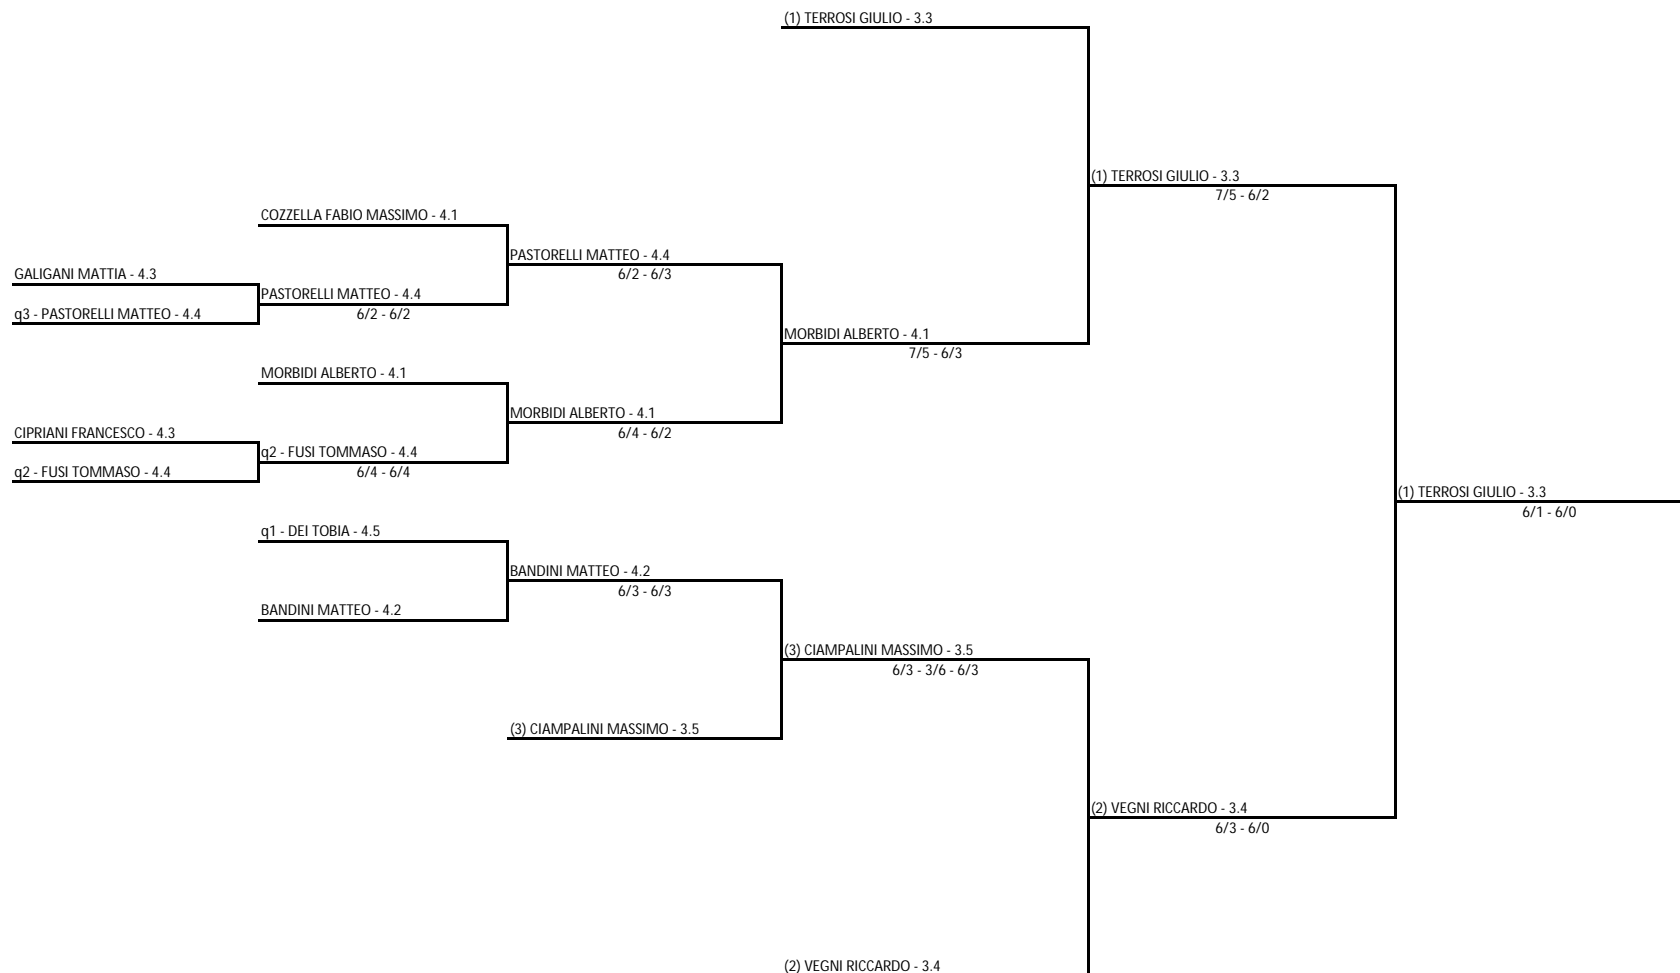 (1) TERROSI GIULIO - 3.3
(1) TERROSI GIULIO - 3.3
7/5 - 6/2
COZZELLA FABIO MASSIMO - 4.1
PASTORELLI MATTEO - 4.4
6/2 - 6/3
GALIGANI MATTIA - 4.3
PASTORELLI MATTEO - 4.4
6/2 - 6/2
q3 - PASTORELLI MATTEO - 4.4
MORBIDI ALBERTO - 4.1
7/5 - 6/3
MORBIDI ALBERTO - 4.1
MORBIDI ALBERTO - 4.1
6/4 - 6/2
CIPRIANI FRANCESCO - 4.3
q2 - FUSI TOMMASO - 4.4
6/4 - 6/4
q2 - FUSI TOMMASO - 4.4
(1) TERROSI GIULIO - 3.3
6/1 - 6/0
q1 - DEI TOBIA - 4.5
BANDINI MATTEO - 4.2
6/3 - 6/3
BANDINI MATTEO - 4.2
(3) CIAMPALINI MASSIMO - 3.5
6/3 - 3/6 - 6/3
(3) CIAMPALINI MASSIMO - 3.5
(2) VEGNI RICCARDO - 3.4
6/3 - 6/0
(2) VEGNI RICCARDO - 3.4